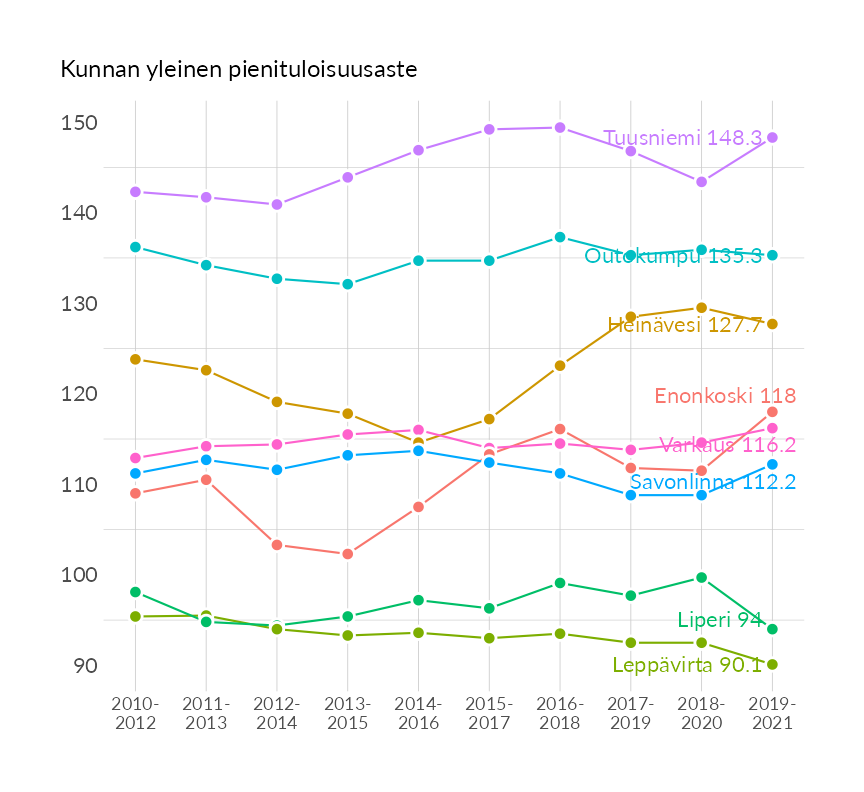 Kunnan yleinen pienituloisuusaste
150
Tuusniemi 148.3
140
Outokumpu 135.3
130
Heinävesi 127.7
120
Enonkoski 118
Varkaus 116.2
110
Savonlinna 112.2
100
Liperi 94
90
Leppävirta 90.1
2010- 2011- 2012- 2013- 2014- 2015- 2016- 2017- 2018- 2019-
2012 2013 2014 2015 2016 2017 2018 2019 2020 2021